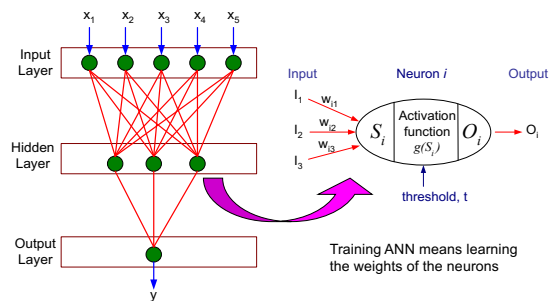 x1 x2 x3 x4 x5
Input
Layer
Hidden
Layer
Output
Layer
y
Input Neuron i Output
I1 wi1
I2 wi2
I3 wi3
Si
Activation
function
g(Si)
Oi
Oi
threshold, t
Training ANN means learning
the weights of the neurons